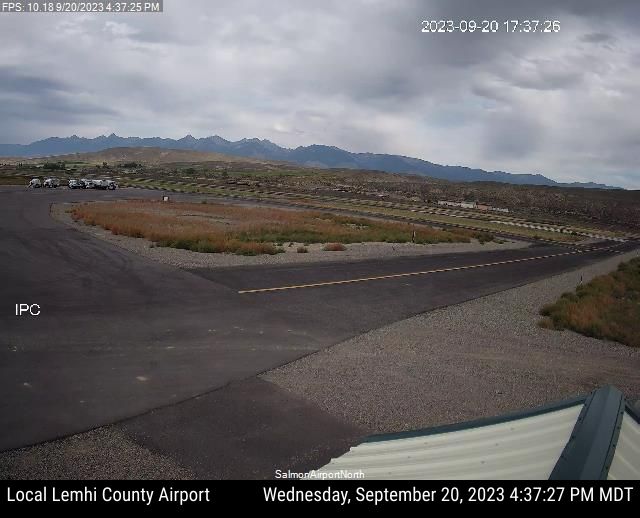 FPS: 10.18 9/20/2023 4:37:25 PM
2023-09-20 17:37:26
IPC
SalmonAirportNorth
Local Lemhi County Airport Wednesday, September 20, 2023 4:37:27 PM MDT